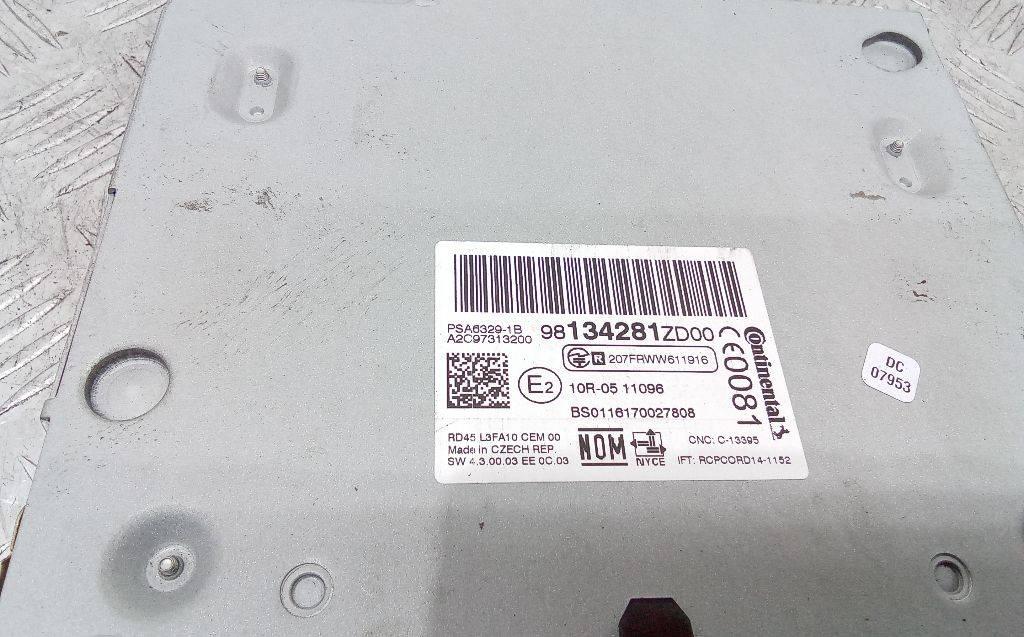 PSA6329-1B
A2C97313200
98134281ZD00
R 207FRWW611916
CE0081
Continental
E2
10R-05 11096
BS0116170027808
RD45 L3FA10 CEM 00
Made in CZECH REP.
SW 4.3.00.03 EE 0C.03
NOM
NYCE
CNC: C-13395
IFT: RCPCORD14-1152
DC
07953